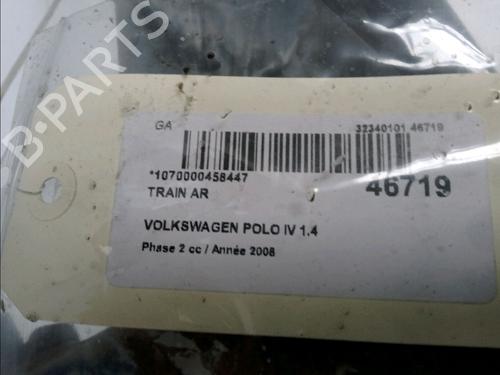 B-PARTS
GA 32340101 46719
*1070000458447
TRAIN AR
46719
VOLKSWAGEN POLO IV 1,4
Phase 2 cc / Année 2008